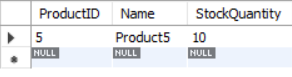 ProductID Name StockQuantity
5 Product5 10
NULL NULL NULL